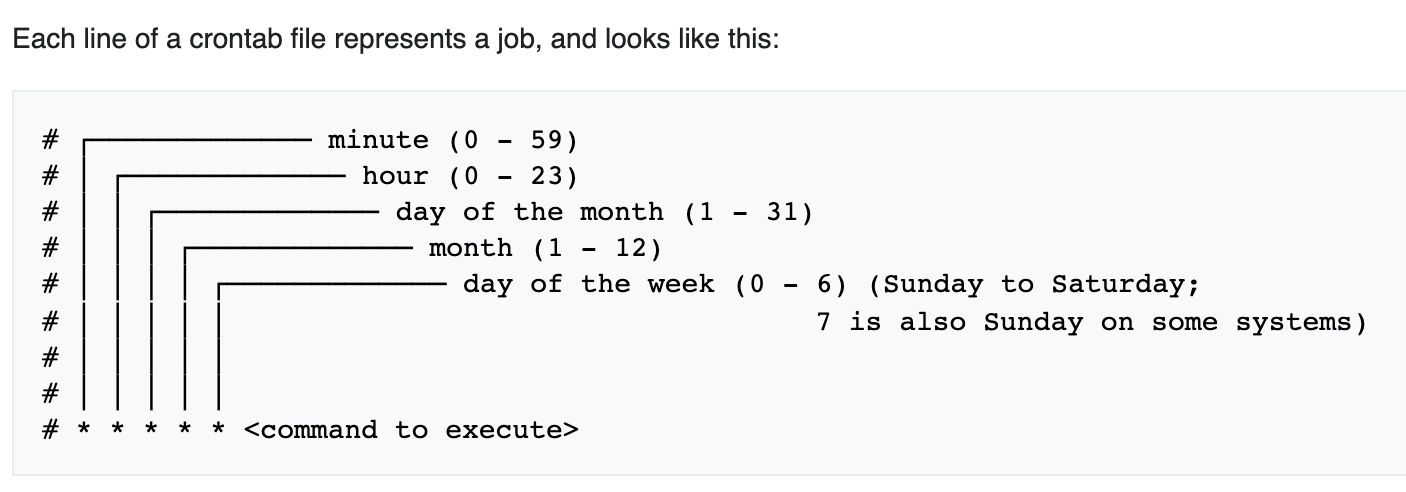 Each line of a crontab file represents a job, and looks like this:
# ┌───────────── minute (0 - 59)
# │ ┌───────────── hour (0 - 23)
# │ │ ┌───────────── day of the month (1 - 31)
# │ │ │ ┌───────────── month (1 - 12)
# │ │ │ │ ┌───────────── day of the week (0 - 6) (Sunday to Saturday;
# │ │ │ │ │ 7 is also Sunday on some systems)
# │ │ │ │ │
# │ │ │ │ │
# * * * * * <command to execute>